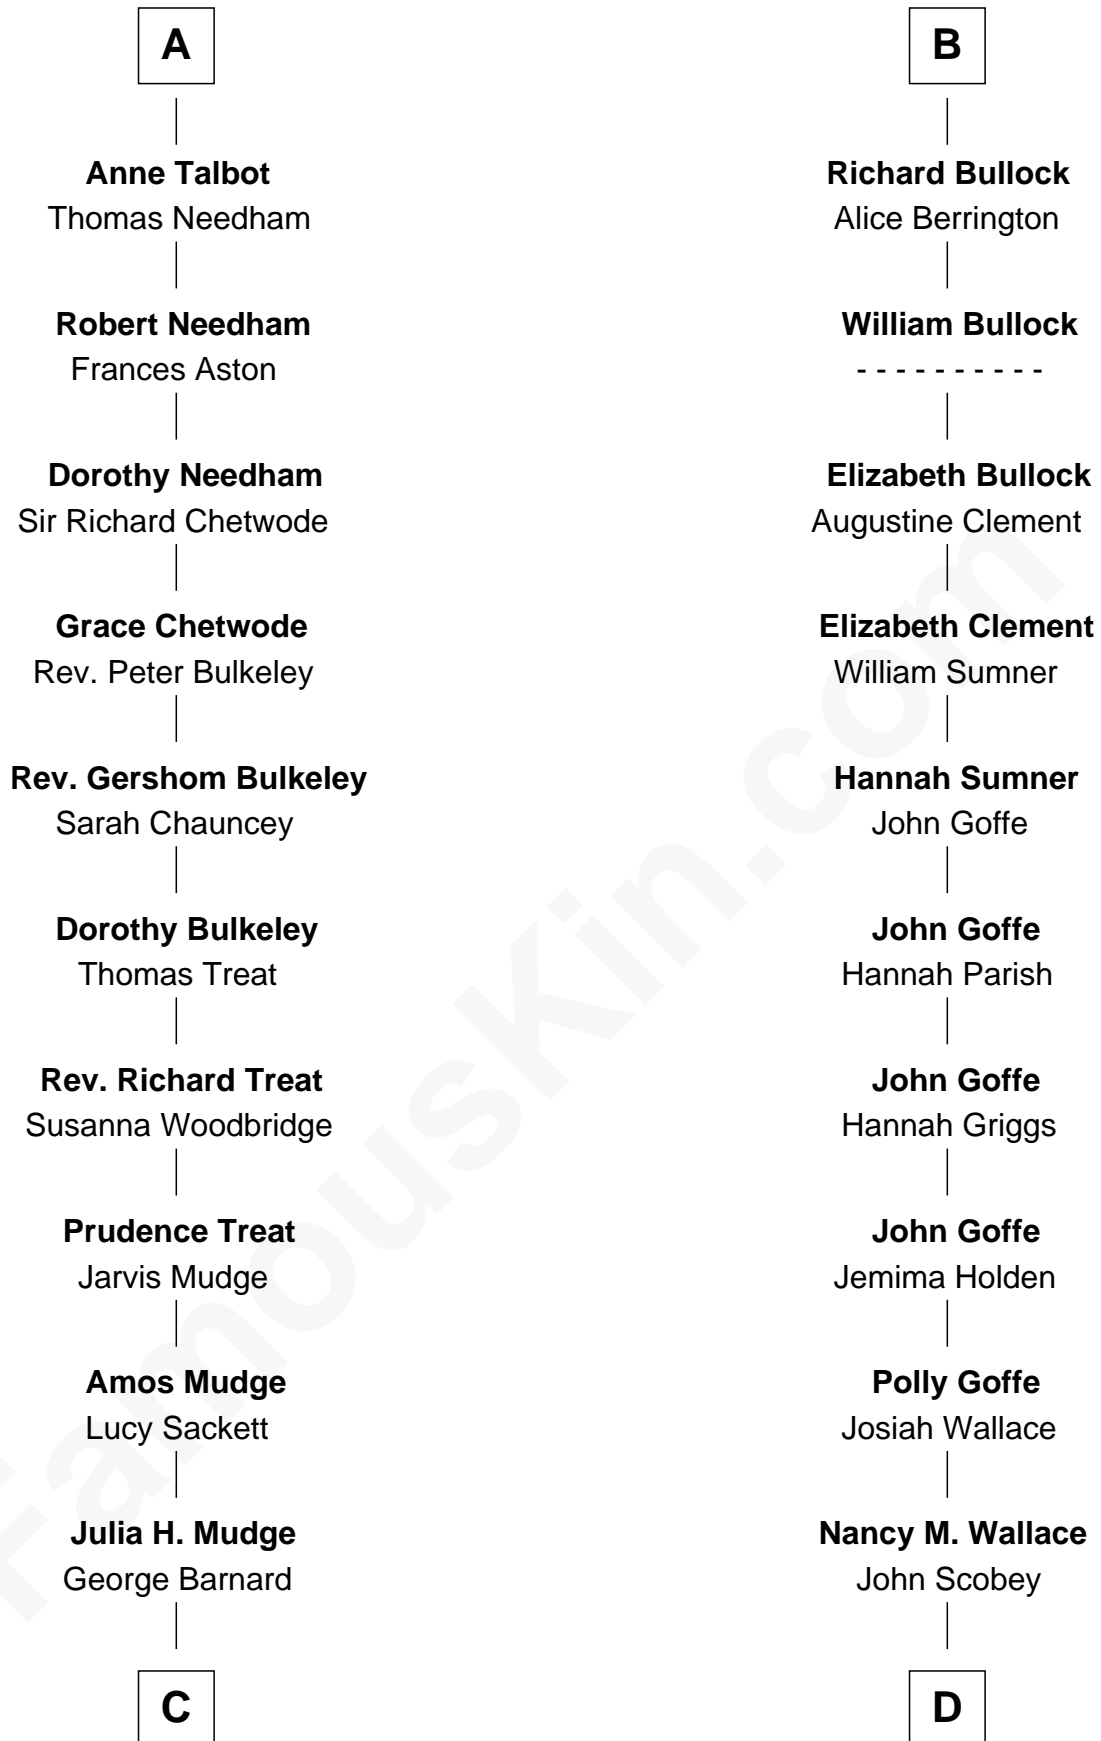 A
Anne Talbot
Thomas Needham
Robert Needham
Frances Aston
Dorothy Needham
Sir Richard Chetwode
Grace Chetwode
Rev. Peter Bulkeley
Rev. Gershom Bulkeley
Sarah Chauncey
Dorothy Bulkeley
Thomas Treat
Rev. Richard Treat
Susanna Woodbridge
Prudence Treat
Jarvis Mudge
Amos Mudge
Lucy Sackett
Julia H. Mudge
George Barnard
C
B
Richard Bullock
Alice Berrington
William Bullock
- - - - - - - - - -
Elizabeth Bullock
Augustine Clement
Elizabeth Clement
William Sumner
Hannah Sumner
John Goffe
John Goffe
Hannah Parish
John Goffe
Hannah Griggs
John Goffe
Jemima Holden
Polly Goffe
Josiah Wallace
Nancy M. Wallace
John Scobey
D
FamousKin.com